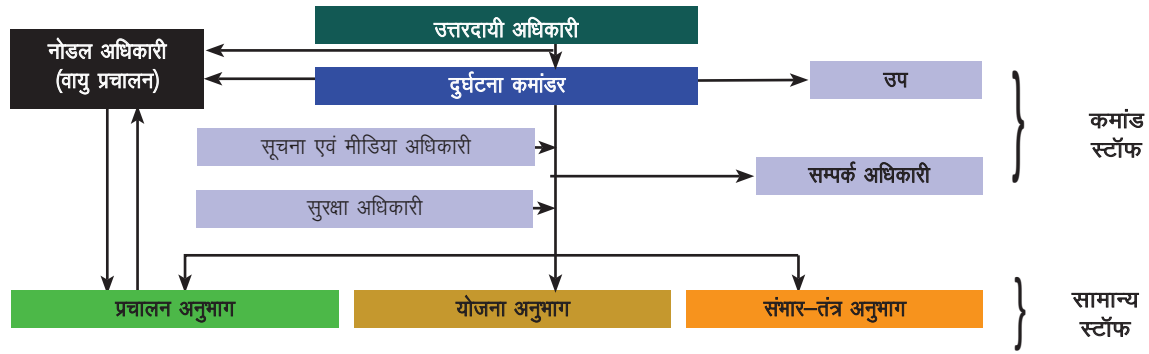 उत्तरदायी अधिकारी
नोडल अधिकारी
(वायु प्रचालन)
दुर्घटना कमांडर
उप
कमांड
स्टॉफ
सूचना एवं मीडिया अधिकारी
सम्पर्क अधिकारी
सुरक्षा अधिकारी
प्रचालन अनुभाग
योजना अनुभाग
संभार–तंत्र अनुभाग
सामान्य
स्टॉफ